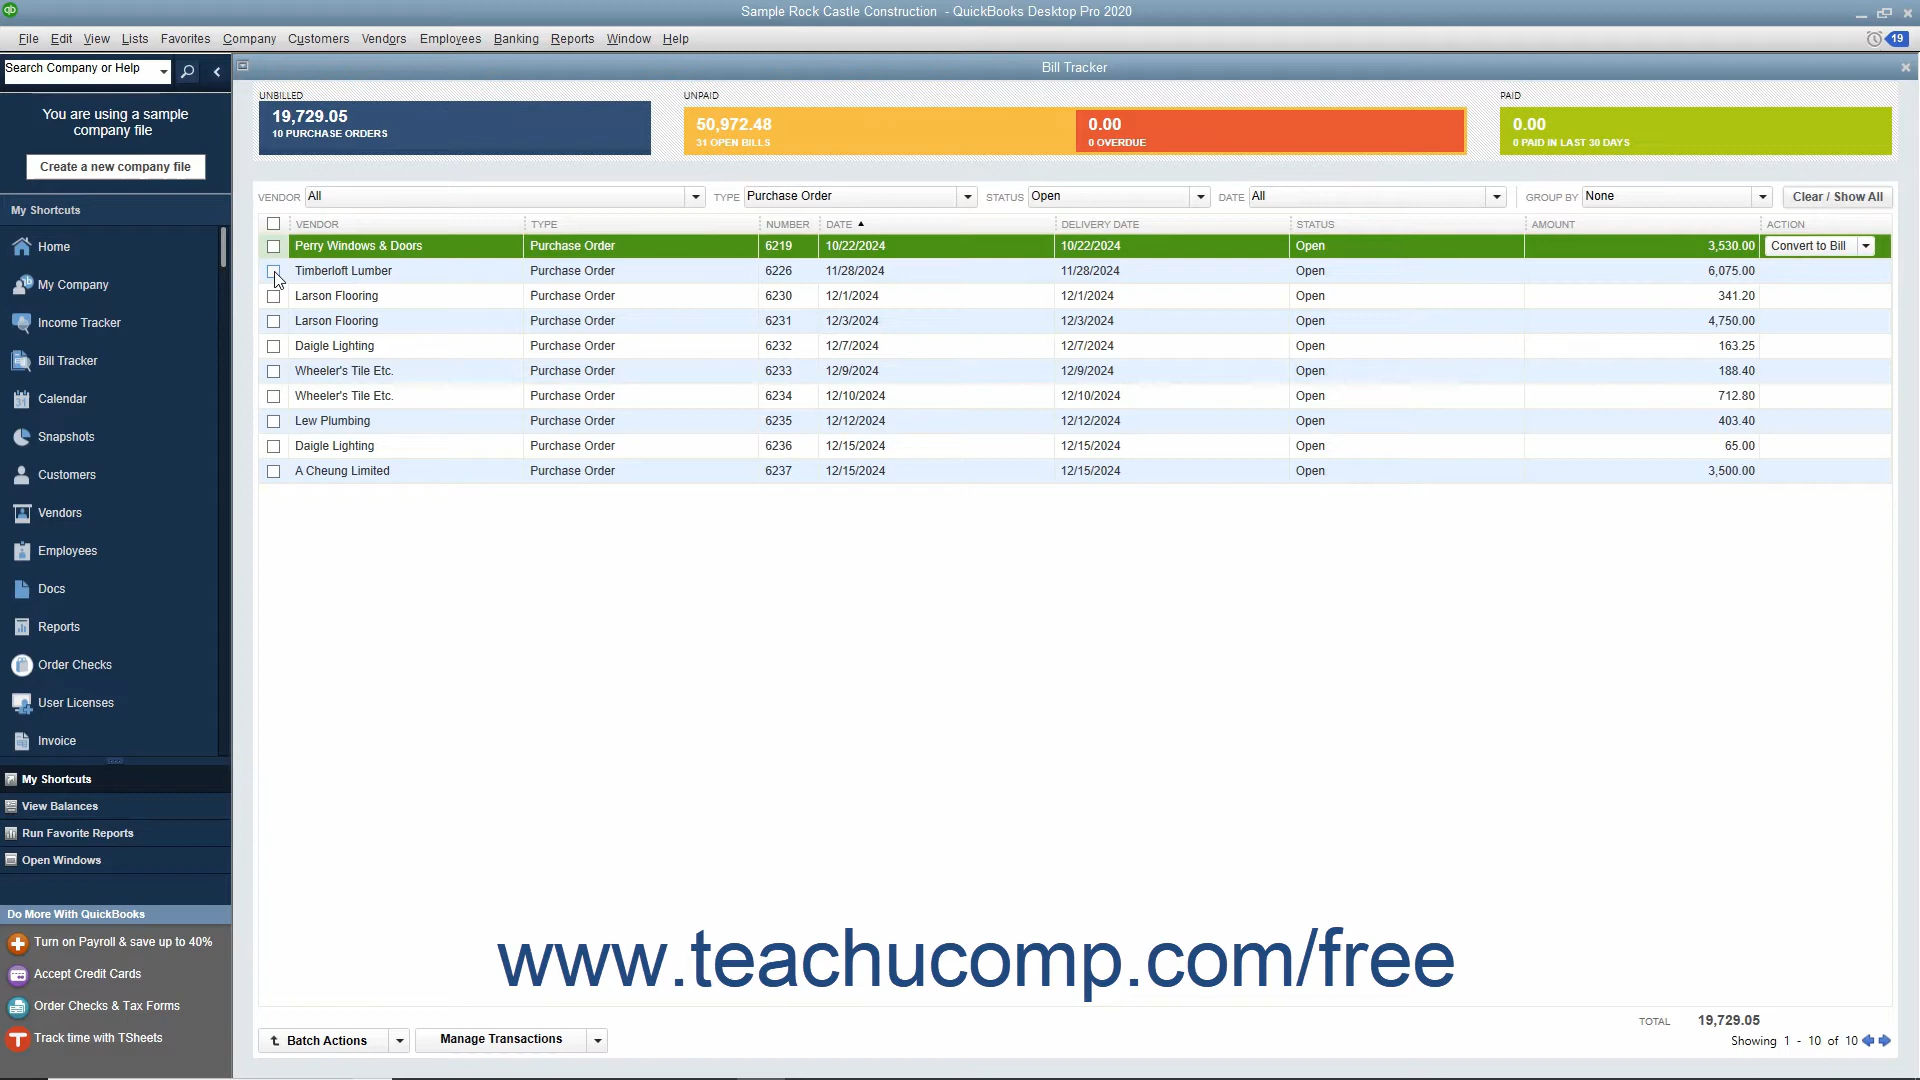 Sample Rock Castle Construction - QuickBooks Desktop Pro 2020
File Edit View Lists Favorites Company Customers Vendors Employees Banking Reports Window Help
19
Search Company or Help
Bill Tracker
You are using a sample
company file
Create a new company file
My Shortcuts
Home
My Company
Income Tracker
Bill Tracker
Calendar
Snapshots
Customers
Vendors
Employees
Docs
Reports
Order Checks
User Licenses
Invoice
My Shortcuts
View Balances
Run Favorite Reports
Open Windows
Do More With QuickBooks
Turn on Payroll & save up to 40%
Accept Credit Cards
Order Checks & Tax Forms
Track time with TSheets
UNBILLED
19,729.05
10 PURCHASE ORDERS
UNPAID
50,972.48
31 OPEN BILLS
0.00
0 OVERDUE
PAID
0.00
0 PAID IN LAST 30 DAYS
VENDOR All TYPE Purchase Order STATUS Open DATE All GROUP BY None Clear / Show All
VENDOR TYPE NUMBER DATE DELIVERY DATE STATUS AMOUNT ACTION
Perry Windows & Doors Purchase Order 6219 10/22/2024 10/22/2024 Open 3,530.00 Convert to Bill
Timberloft Lumber Purchase Order 6226 11/28/2024 11/28/2024 Open 6,075.00
Larson Flooring Purchase Order 6230 12/1/2024 12/1/2024 Open 341.20
Larson Flooring Purchase Order 6231 12/3/2024 12/3/2024 Open 4,750.00
Daigle Lighting Purchase Order 6232 12/7/2024 12/7/2024 Open 163.25
Wheeler's Tile Etc. Purchase Order 6233 12/9/2024 12/9/2024 Open 188.40
Wheeler's Tile Etc. Purchase Order 6234 12/10/2024 12/10/2024 Open 712.80
Lew Plumbing Purchase Order 6235 12/12/2024 12/12/2024 Open 403.40
Daigle Lighting Purchase Order 6236 12/15/2024 12/15/2024 Open 65.00
A Cheung Limited Purchase Order 6237 12/15/2024 12/15/2024 Open 3,500.00
www.teachucomp.com/free
TOTAL 19,729.05
Batch Actions Manage Transactions
Showing 1 - 10 of 10